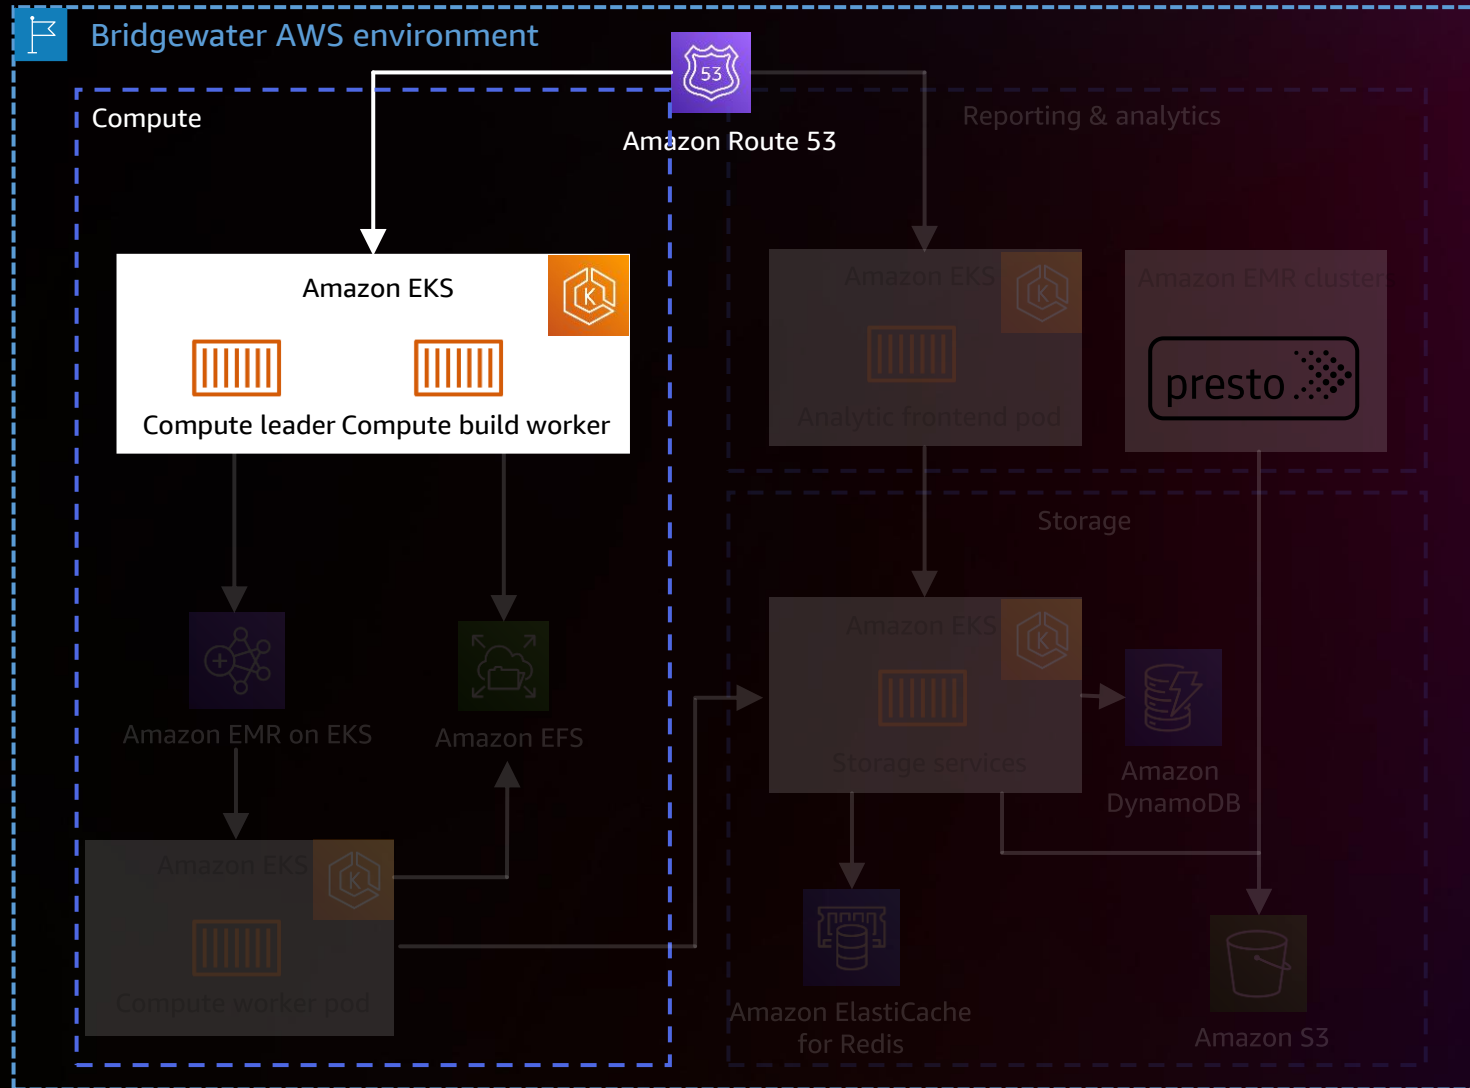 Bridgewater AWS environment
53
Amazon Route 53
Compute
Reporting & analytics
Amazon EKS
K
Compute leader
Compute build worker
Amazon EKS
K
Analytic frontend pod
Amazon EMR cluster
presto
Storage
Amazon EMR on EKS
Amazon EFS
Amazon EKS
K
Storage services
Amazon
DynamoDB
Amazon EKS
K
Compute worker pod
Amazon ElastiCache
for Redis
Amazon S3